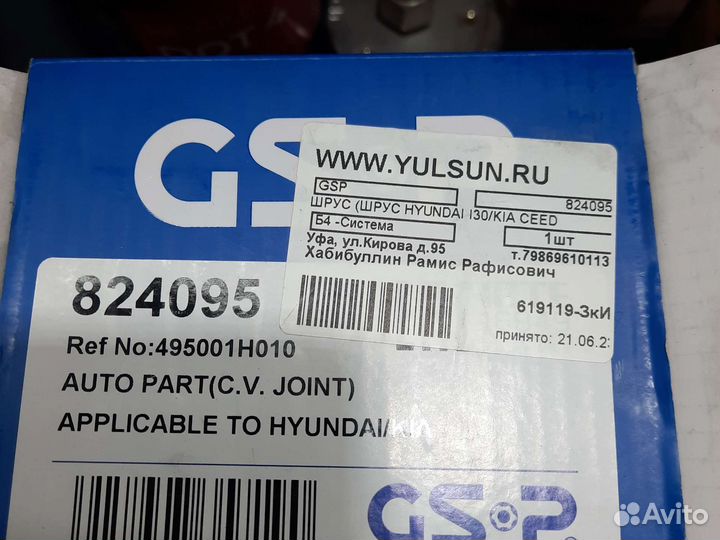 GSP
WWW.YULSUN.RU
GSP
824095
ШРУС (ШРУС HYUNDAI I30/KIA CEED
Б4 -Система
1шт
Уфа, ул.Кирова д.95
т.79869610113
Хабибуллин Рамис Рафисович
619119-ЗкИ
принято: 21.06.2
824095
Ref No:495001H010
AUTO PART(C.V. JOINT)
APPLICABLE TO HYUNDAI/KIA
GSP
Avito